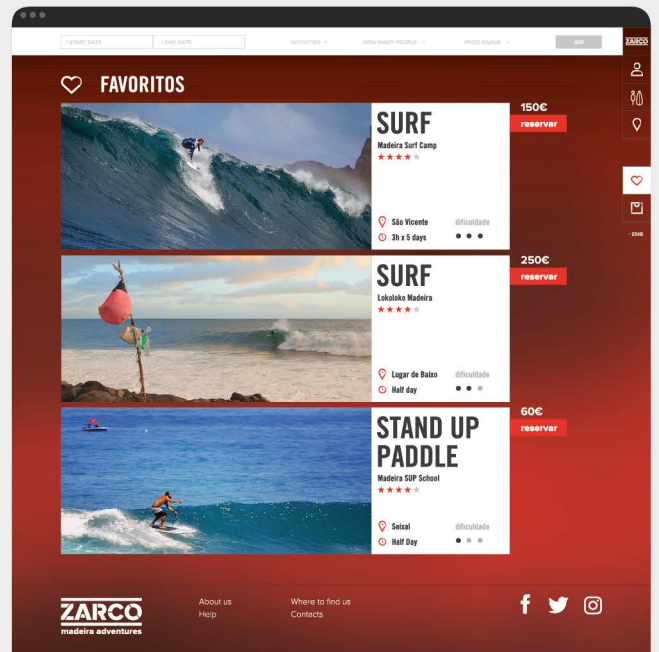 - START DATE
- END DATE
ACTIVITIES
HOW MANY PEOPLE
PRICE RANGE
GO!
ZARCO
FAVORITOS
SURF
Madeira Surf Camp
São Vicente
dificuldade
3h x 5 days
150€
reservar
- ENG
SURF
Lokoloko Madeira
Lugar de Baixo
dificuldade
Half day
250€
reservar
STAND UP
PADDLE
Madeira SUP School
Seixal
dificuldade
Half Day
60€
reservar
ZARCO
madeira adventures
About us
Help
Where to find us
Contacts